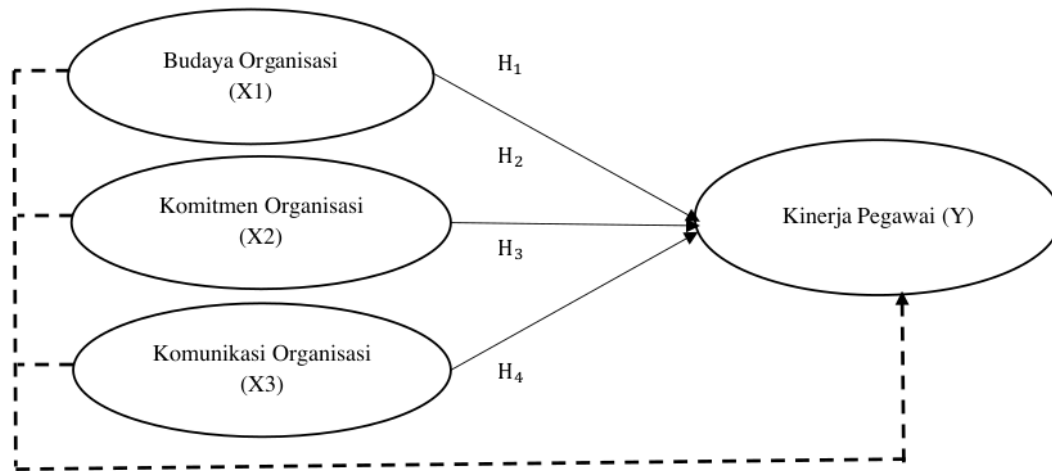 Budaya Organisasi
(X1)
H₁
H₂
Komitmen Organisasi
(X2)
H₃
Kinerja Pegawai (Y)
Komunikasi Organisasi
(X3)
H₄